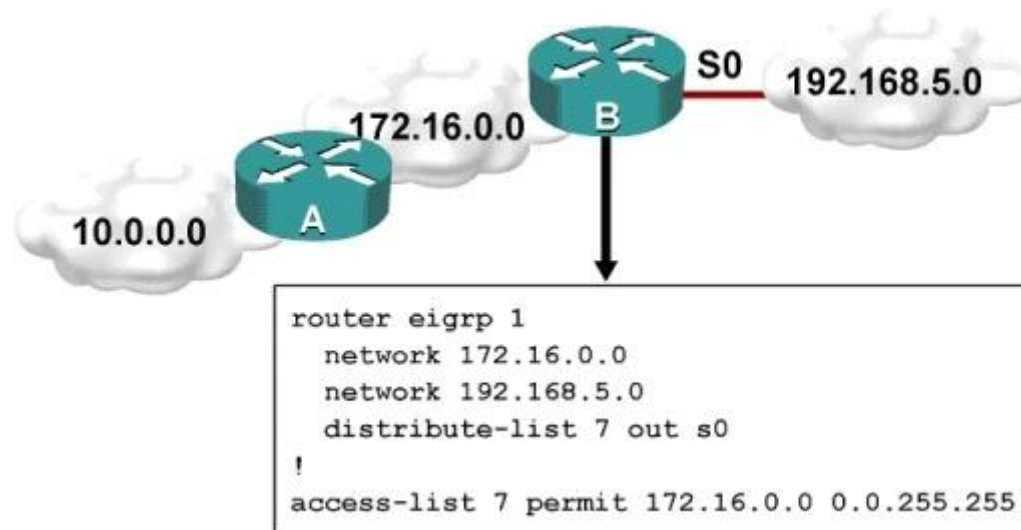 S0
192.168.5.0
B
172.16.0.0
A
10.0.0.0
router eigrp 1
network 172.16.0.0
network 192.168.5.0
distribute-list 7 out s0
!
access-list 7 permit 172.16.0.0 0.0.255.255